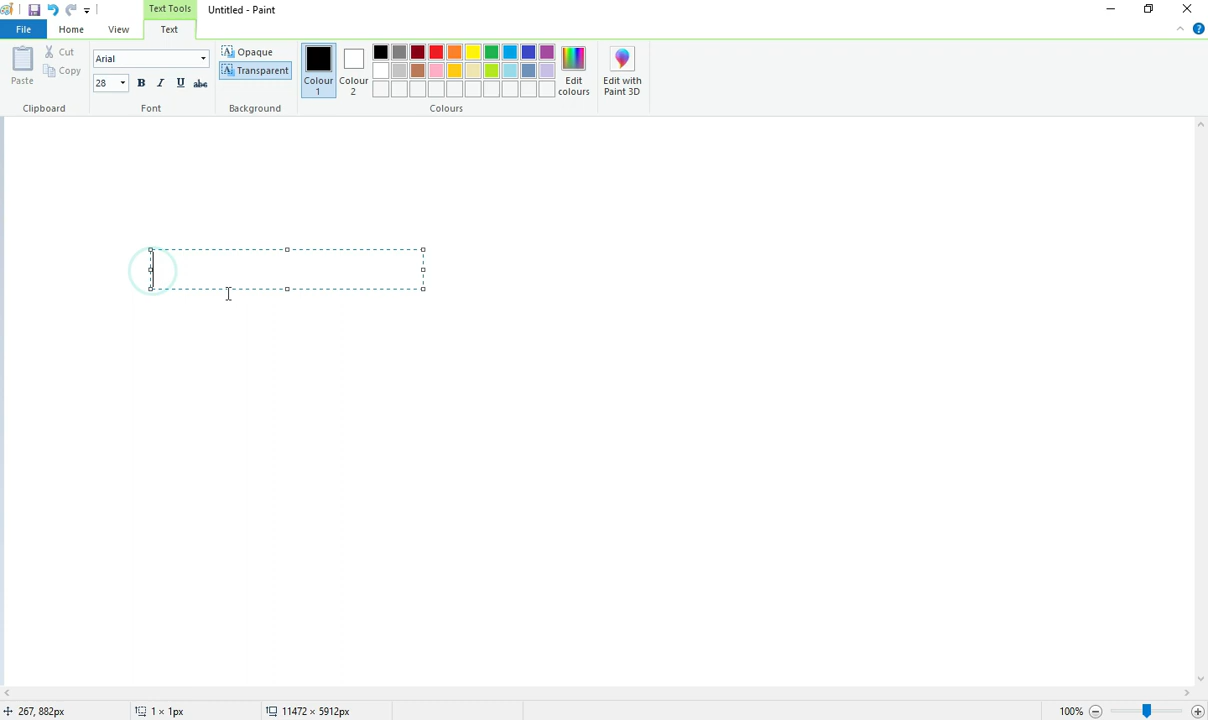 Text Tools Untitled - Paint
File Home View Text
Paste Cut Copy
Clipboard
Arial
28 B I U abc
Font
Opaque
Transparent
Background
Colour 1
Colour 2
Edit colours
Colours
Edit with Paint 3D
267, 882px 1 × 1px 11472 × 5912px 100%